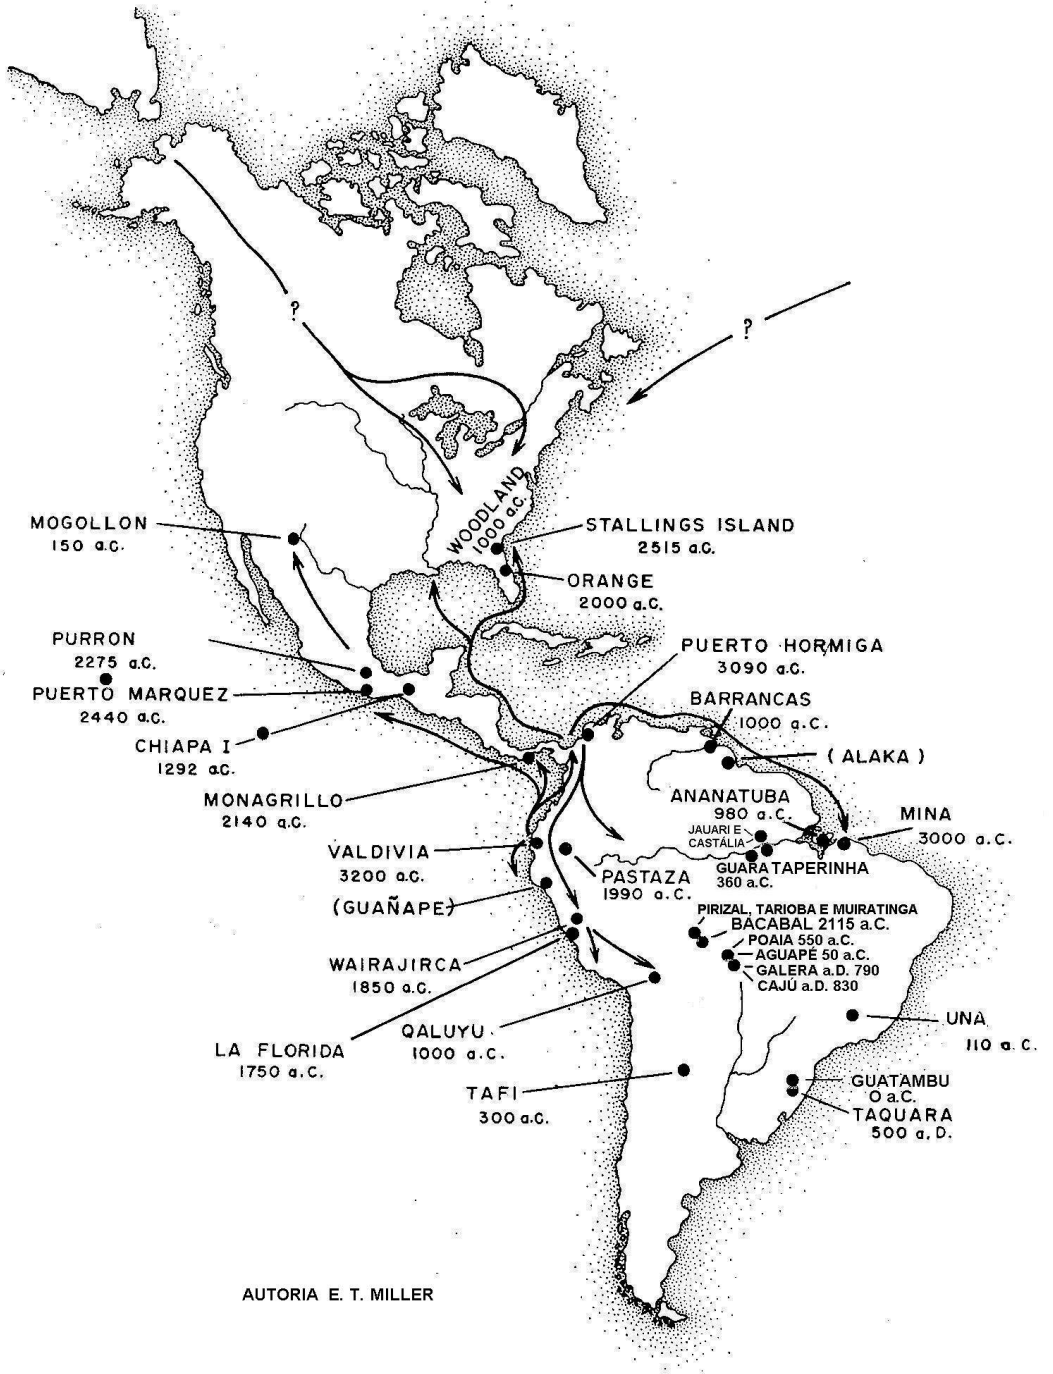 ?
?
WOODLAND
1000 a.C.
MOGOLLON
150 a.C.
STALLINGS ISLAND
2515 a.C.
ORANGE
2000 a.C.
PURRON
2275 a.C.
PUERTO MARQUEZ
2440 a.C.
CHIAPA I
1292 a.C.
MONAGRILLO
2140 a.C.
PUERTO HORMIGA
3090 a.C.
BARRANCAS
1000 a.C.
(ALAKA)
ANANATUBA
980 a.C.
MINA
3000 a.C.
JAUARI E
CASTÁLIA
GUARA TAPERINHA
360 a.C.
VALDIVIA
3200 a.C.
PASTAZA
1990 a.C.
(GUAÑAPE)
PIRIZAL, TARIOBA E MUIRATINGA
BACABAL 2115 a.C.
POAIA 550 a.C.
AGUAPÉ 50 a.C.
GALERA a.D. 790
CAJÚ a.D. 830
WAIRAJIRCA
1850 a.C.
LA FLORIDA
1750 a.C.
QALUYU
1000 a.C.
UNA
110 a.C.
TAFI
300 a.C.
GUATAMBU
O a.C.
TAQUARA
500 a.D.
AUTORIA E. T. MILLER